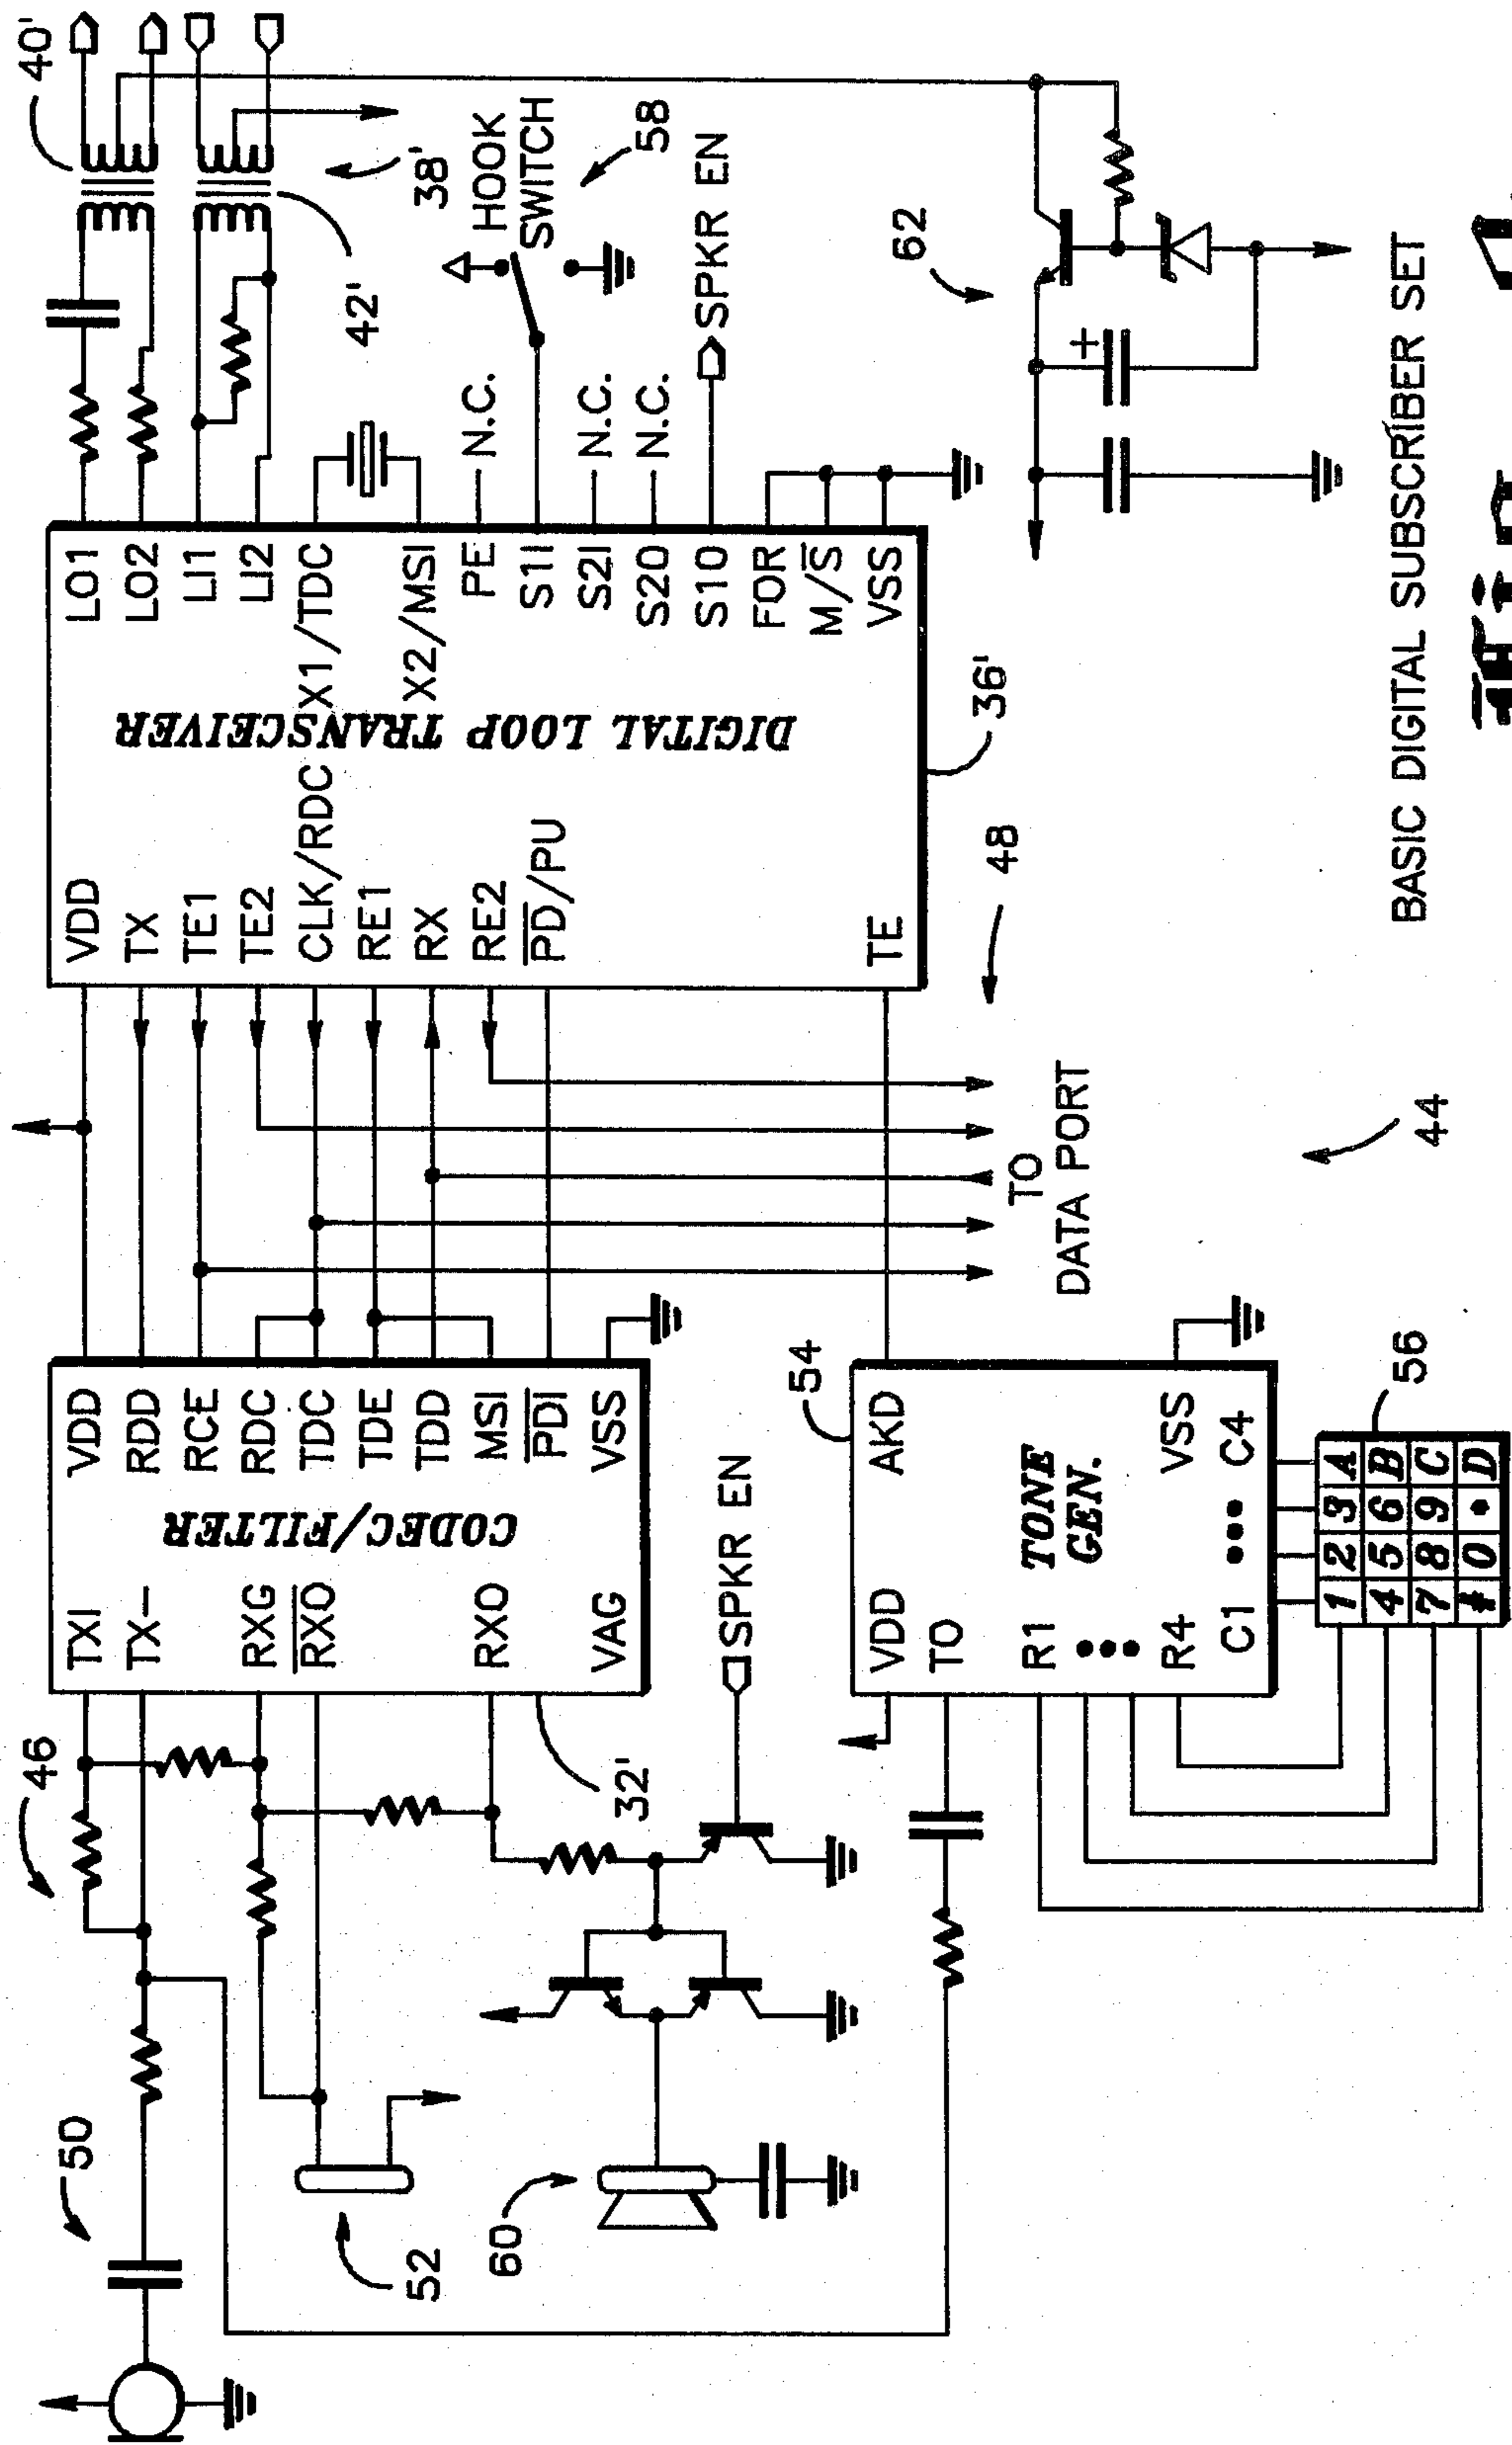 40'
38'
42'
HOOK
SWITCH
58
SPKR EN
62
N.C.
N.C.
N.C.
LO1
LO2
LI1
LI2
X1/TDC
X2/MSI
PE
S1I
S2I
S2O
S1O
FOR
M/S̅
VSS
DIGITAL LOOP TRANSCEIVER
VDD
TX
TE1
TE2
CLK/RDC
RE1
RX
RE2
P̅D̅/PU
TE
36'
48
TO
DATA PORT
44
VDD
RDD
RCE
RDC
TDC
TDE
TDD
MSI
P̅D̅I̅
VSS
CODEC/FILTER
TXI
TX-
RXG
R̅X̅O̅
RXO
VAG
32'
46
50
52
60
SPKR EN
54
AKD
VSS
TONE
GEN.
VDD
TO
R1
R4
C1 ••• C4
56
1 2 3 A
4 5 6 B
7 8 9 C
# 0 • D
BASIC DIGITAL SUBSCRIBER SET